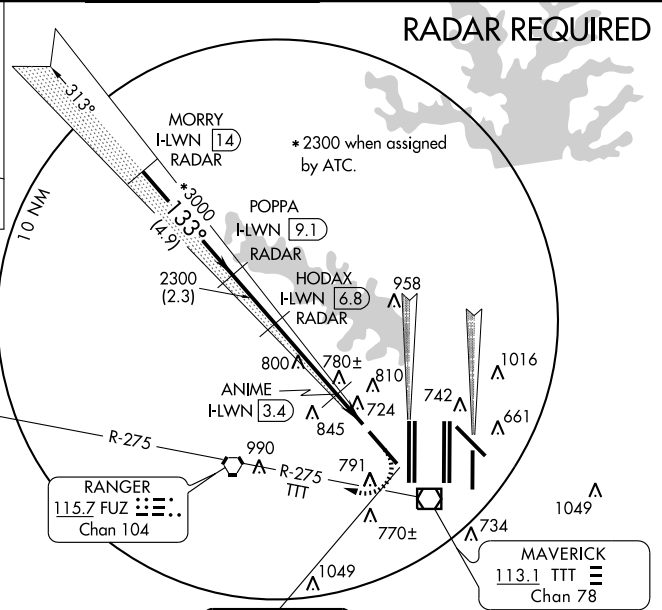 RADAR REQUIRED
313°
MORRY
I-LWN 14
RADAR
* 2300 when assigned
by ATC.
10 NM
*3000
133°
(4.9)
POPPA
I-LWN 9.1
RADAR
2300
(2.3)
HODAX
I-LWN 6.8
RADAR
958
800
780±
810
1016
ANIME
I-LWN 3.4
724
742
845
661
R-275
990
R-275
TTT
791
RANGER
115.7 FUZ
Chan 104
770±
734
1049
MAVERICK
113.1 TTT
Chan 78
1049